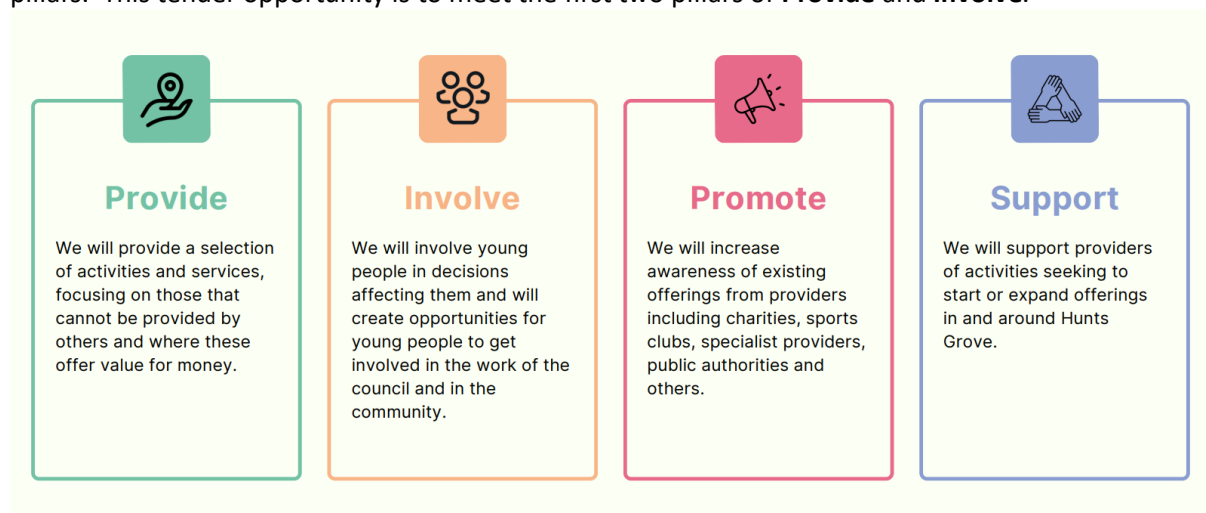 pillars. This tender opportunity is to meet the first two pillars of Provide and Involve.
Provide
We will provide a selection
of activities and services,
focusing on those that
cannot be provided by
others and where these
offer value for money.
Involve
We will involve young
people in decisions
affecting them and will
create opportunities for
young people to get
involved in the work of the
council and in the
community.
Promote
We will increase
awareness of existing
offerings from providers
including charities, sports
clubs, specialist providers,
public authorities and
others.
Support
We will support providers
of activities seeking to
start or expand offerings
in and around Hunts
Grove.